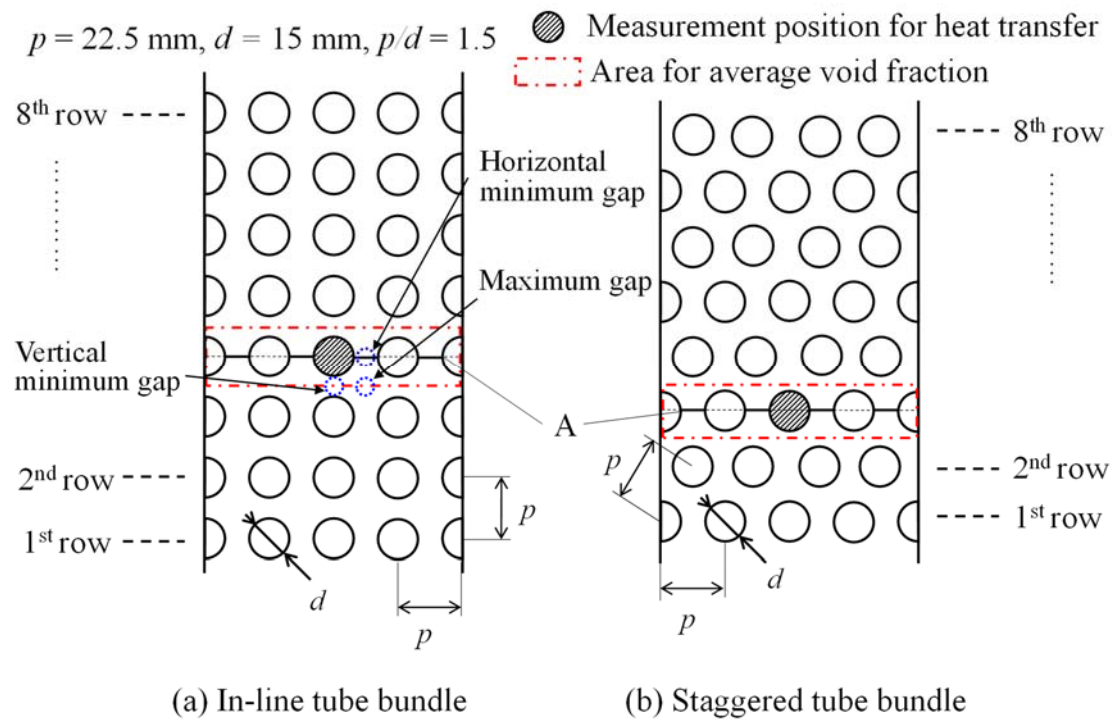 p = 22.5 mm, d = 15 mm, p/d = 1.5
Measurement position for heat transfer
Area for average void fraction
8th row
Horizontal
minimum gap
Maximum gap
Vertical
minimum gap
2nd row
1st row
d
p
p
A
8th row
2nd row
1st row
p
d
p
(a) In-line tube bundle
(b) Staggered tube bundle